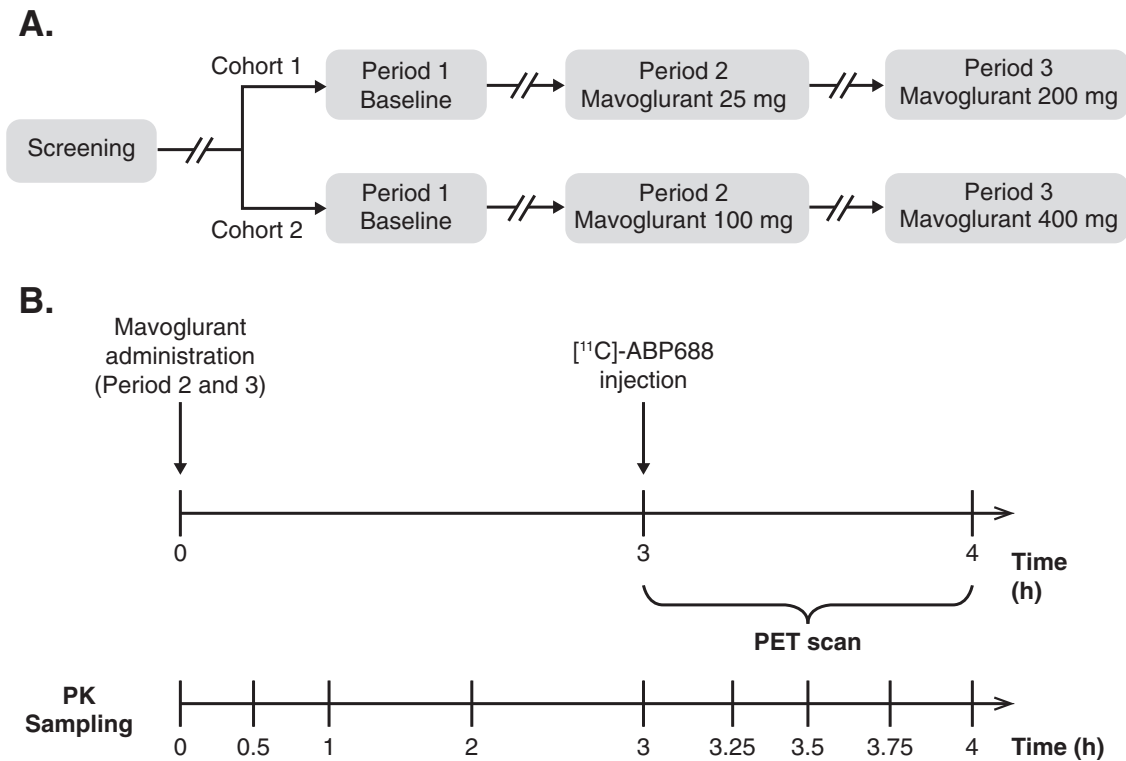 A.
Screening
Cohort 1
Period 1
Baseline
Period 2
Mavoglurant 25 mg
Period 3
Mavoglurant 200 mg
Cohort 2
Period 1
Baseline
Period 2
Mavoglurant 100 mg
Period 3
Mavoglurant 400 mg
B.
Mavoglurant
administration
(Period 2 and 3)
[¹¹C]-ABP688
injection
0 3 4 Time
(h)
PET scan
PK
Sampling
0 0.5 1 2 3 3.25 3.5 3.75 4 Time (h)